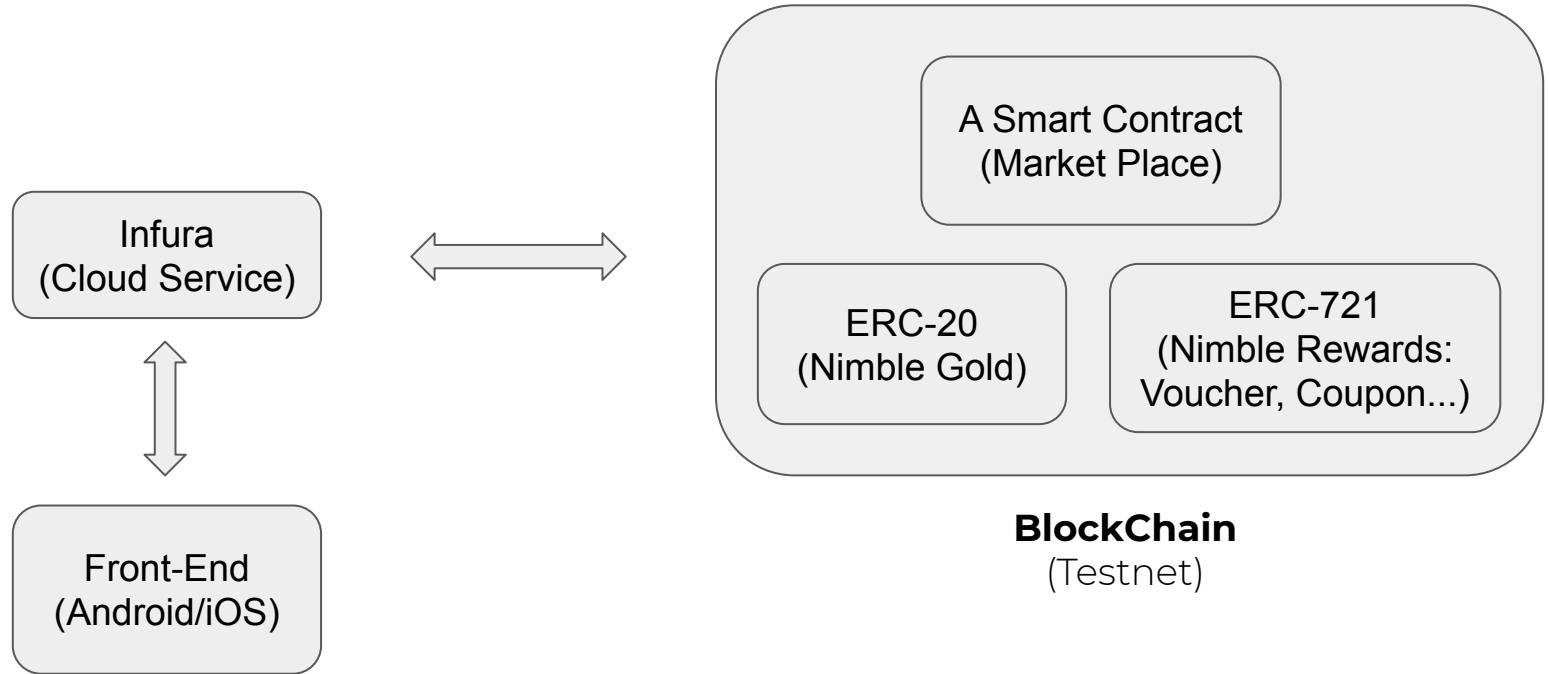 A Smart Contract
(Market Place)
Infura
(Cloud Service)
ERC-20
(Nimble Gold)
ERC-721
(Nimble Rewards:
Voucher, Coupon...)
Front-End
(Android/iOS)
BlockChain
(Testnet)